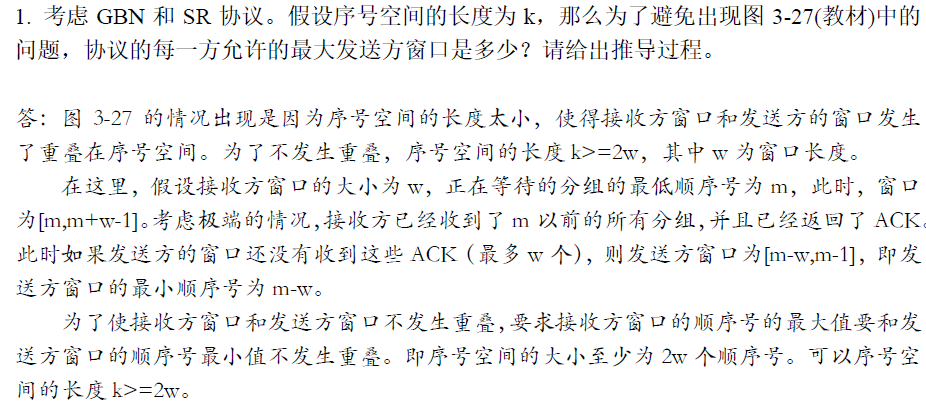 1. 考虑 GBN 和 SR 协议。假设序号空间的长度为 k，那么为了避免出现图 3-27(教材)中的
问题，协议的每一方允许的最大发送方窗口是多少？请给出推导过程。
答：图 3-27 的情况出现是因为序号空间的长度太小，使得接收方窗口和发送方的窗口发生
了重叠在序号空间。为了不发生重叠，序号空间的长度 k>=2w，其中 w 为窗口长度。
在这里，假设接收方窗口的大小为 w，正在等待的分组的最低顺序号为 m，此时，窗口
为[m,m+w-1]。考虑极端的情况，接收方已经收到了 m 以前的所有分组，并且已经返回了 ACK。
此时如果发送方的窗口还没有收到这些 ACK（最多 w 个），则发送方窗口为[m-w,m-1]，即发
送方窗口的最小顺序号为 m-w。
为了使接收方窗口和发送方窗口不发生重叠，要求接收方窗口的顺序号的最大值要和发
送方窗口的顺序号最小值不发生重叠。即序号空间的大小至少为 2w 个顺序号。可以序号空
间的长度 k>=2w。